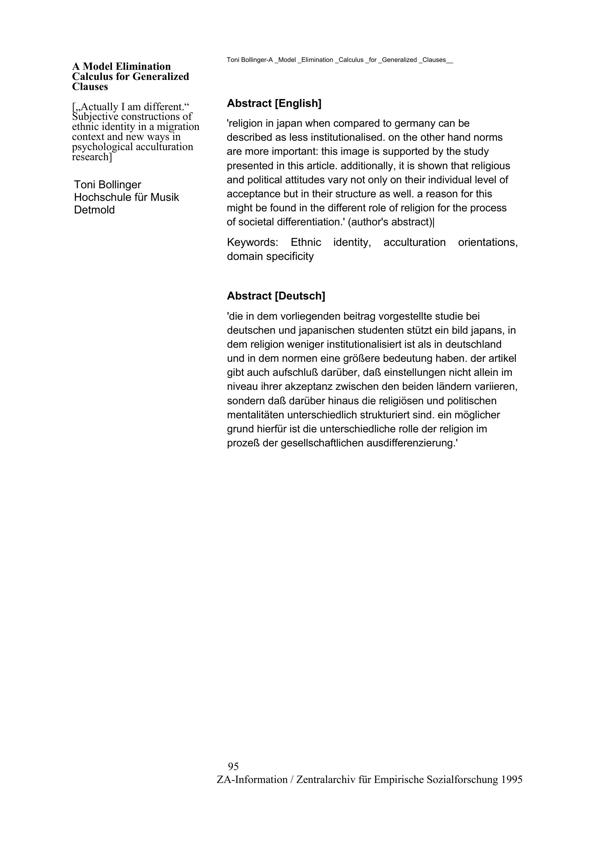 Toni Bollinger-A _Model _Elimination _Calculus _for _Generalized _Clauses__
A Model Elimination
Calculus for Generalized
Clauses
[„Actually I am different.“
Subjective constructions of
ethnic identity in a migration
context and new ways in
psychological acculturation
research]
Toni Bollinger
Hochschule für Musik
Detmold
Abstract [English]
'religion in japan when compared to germany can be
described as less institutionalised. on the other hand norms
are more important: this image is supported by the study
presented in this article. additionally, it is shown that religious
and political attitudes vary not only on their individual level of
acceptance but in their structure as well. a reason for this
might be found in the different role of religion for the process
of societal differentiation.' (author's abstract)|
Keywords: Ethnic identity, acculturation orientations,
domain specificity
Abstract [Deutsch]
'die in dem vorliegenden beitrag vorgestellte studie bei
deutschen und japanischen studenten stützt ein bild japans, in
dem religion weniger institutionalisiert ist als in deutschland
und in dem normen eine größere bedeutung haben. der artikel
gibt auch aufschluß darüber, daß einstellungen nicht allein im
niveau ihrer akzeptanz zwischen den beiden ländern variieren,
sondern daß darüber hinaus die religiösen und politischen
mentalitäten unterschiedlich strukturiert sind. ein möglicher
grund hierfür ist die unterschiedliche rolle der religion im
prozeß der gesellschaftlichen ausdifferenzierung.'
95
ZA-Information / Zentralarchiv für Empirische Sozialforschung 1995